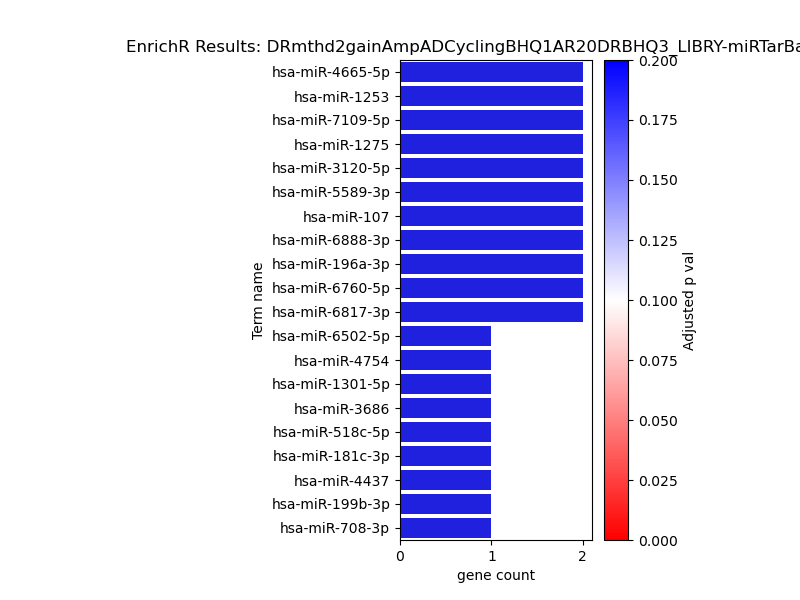 EnrichR Results: DRmthd2gainAmpADCyclingBHQ1AR20DRBHQ3_LIBRY-miRTarBa
hsa-miR-4665-5p
hsa-miR-1253
hsa-miR-7109-5p
hsa-miR-1275
hsa-miR-3120-5p
hsa-miR-5589-3p
hsa-miR-107
hsa-miR-6888-3p
hsa-miR-196a-3p
hsa-miR-6760-5p
hsa-miR-6817-3p
hsa-miR-6502-5p
hsa-miR-4754
hsa-miR-1301-5p
hsa-miR-3686
hsa-miR-518c-5p
hsa-miR-181c-3p
hsa-miR-4437
hsa-miR-199b-3p
hsa-miR-708-3p
Term name
0 1 2
gene count
0.200
0.175
0.150
0.125
0.100
0.075
0.050
0.025
0.000
Adjusted p val